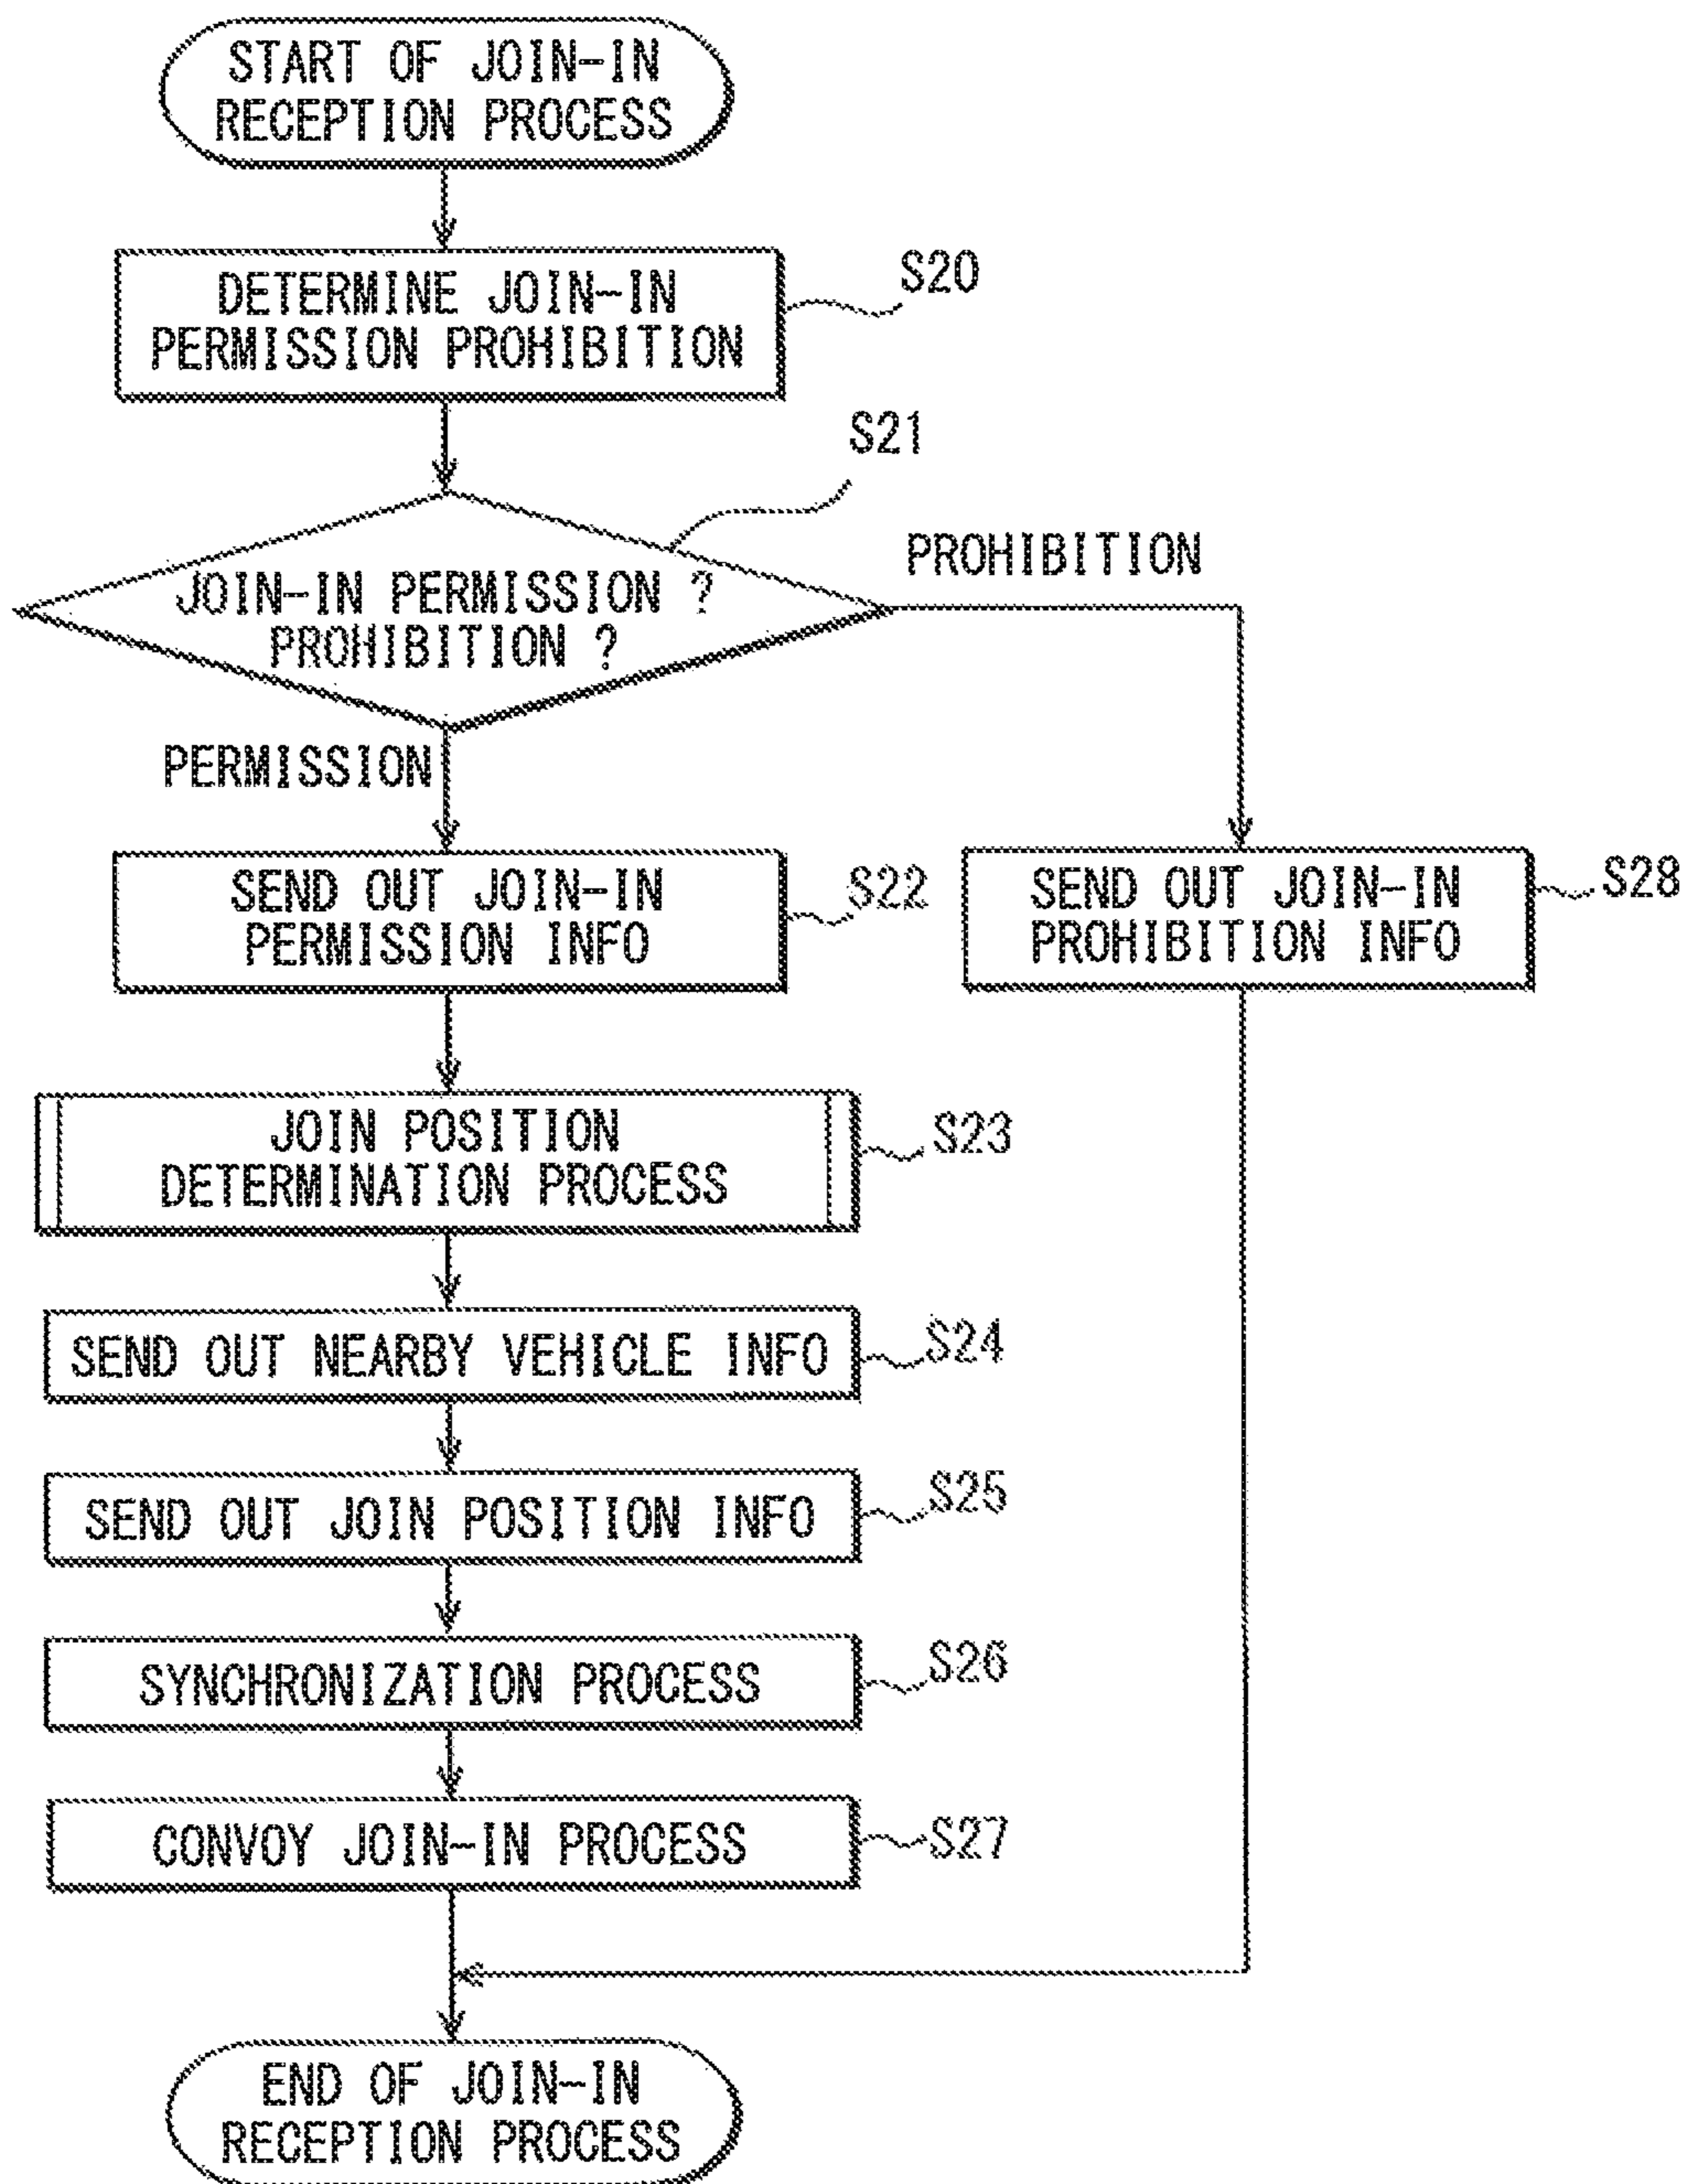 START OF JOIN-IN
RECEPTION PROCESS
DETERMINE JOIN-IN
PERMISSION PROHIBITION
S20
S21
JOIN-IN PERMISSION ?
PROHIBITION ?
PROHIBITION
PERMISSION
SEND OUT JOIN-IN
PERMISSION INFO
S22
SEND OUT JOIN-IN
PROHIBITION INFO
S28
JOIN POSITION
DETERMINATION PROCESS
S23
SEND OUT NEARBY VEHICLE INFO
S24
SEND OUT JOIN POSITION INFO
S25
SYNCHRONIZATION PROCESS
S26
CONVOY JOIN-IN PROCESS
S27
END OF JOIN-IN
RECEPTION PROCESS